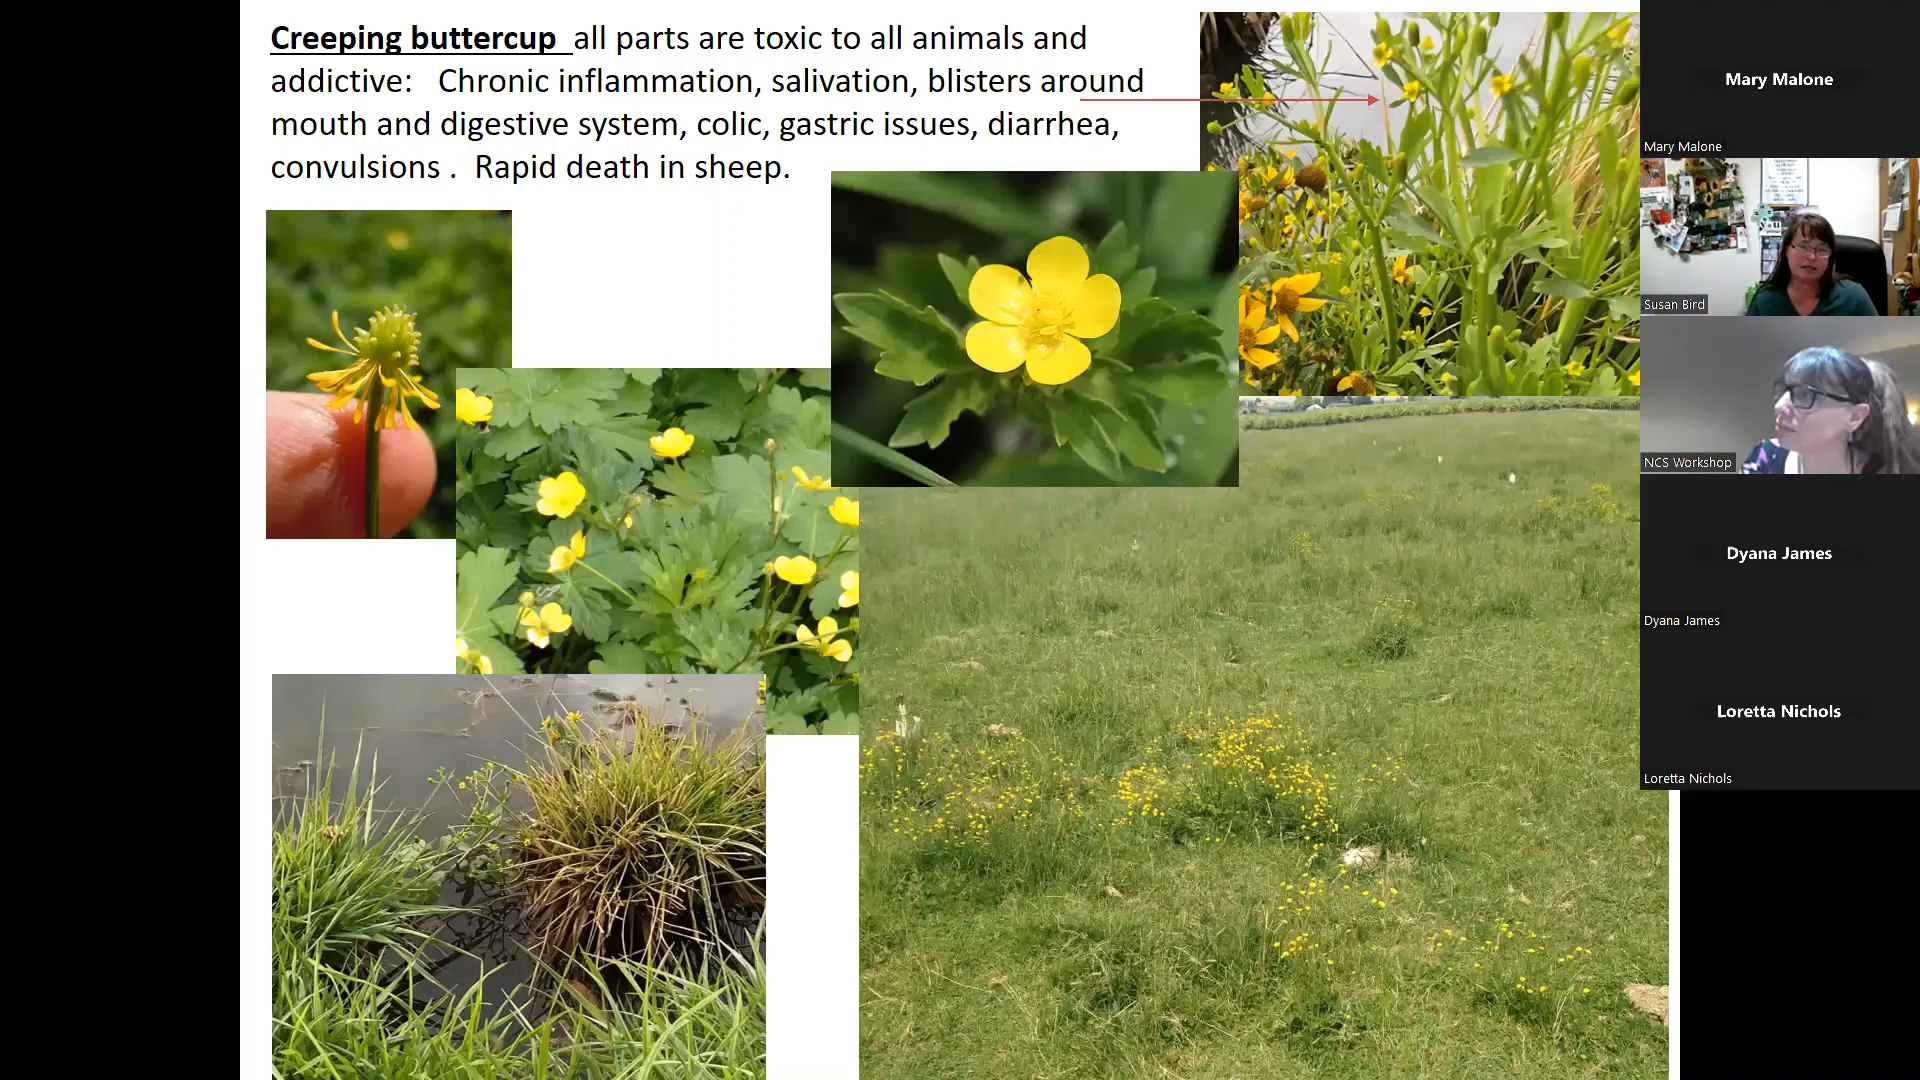 Creeping buttercup all parts are toxic to all animals and
addictive: Chronic inflammation, salivation, blisters around
mouth and digestive system, colic, gastric issues, diarrhea,
convulsions . Rapid death in sheep.
Mary Malone
Mary Malone
Susan Bird
NCS Workshop
Dyana James
Dyana James
Loretta Nichols
Loretta Nichols